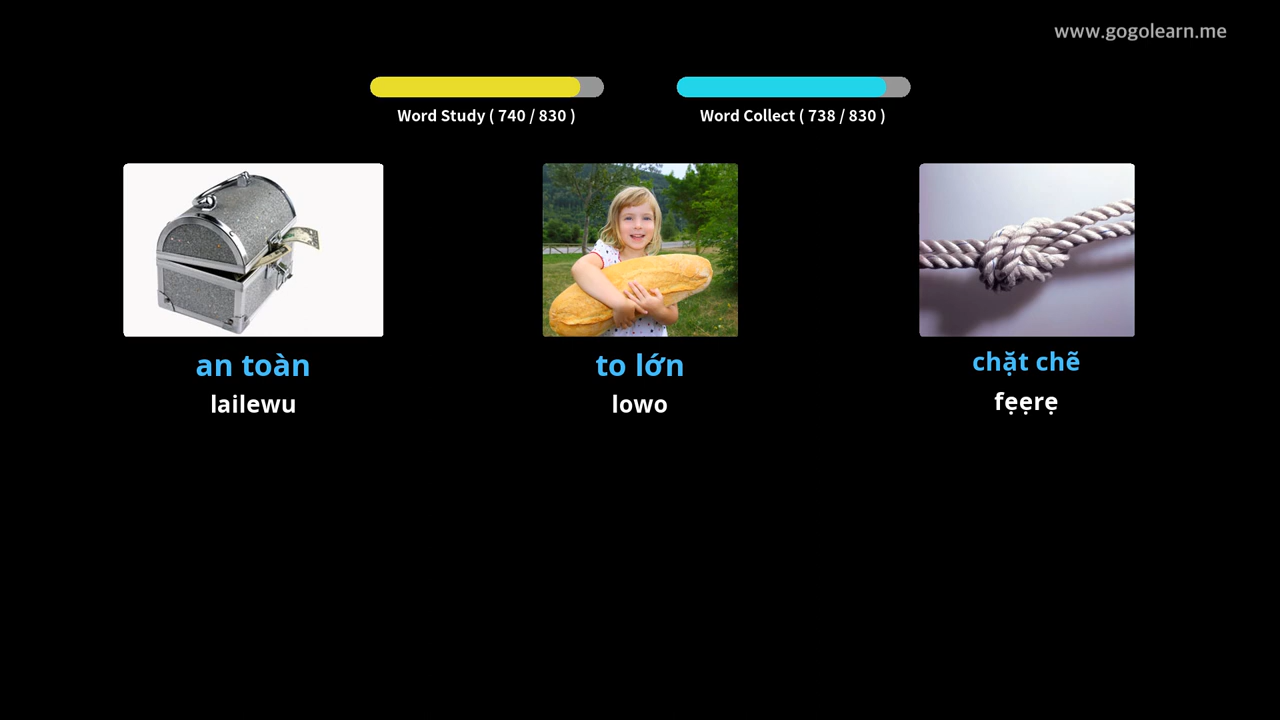 www.gogolearn.me
Word Study ( 740 / 830 )
Word Collect ( 738 / 830 )
an toàn
to lớn
chặt chẽ
lailewu
lowo
fẹẹrẹ